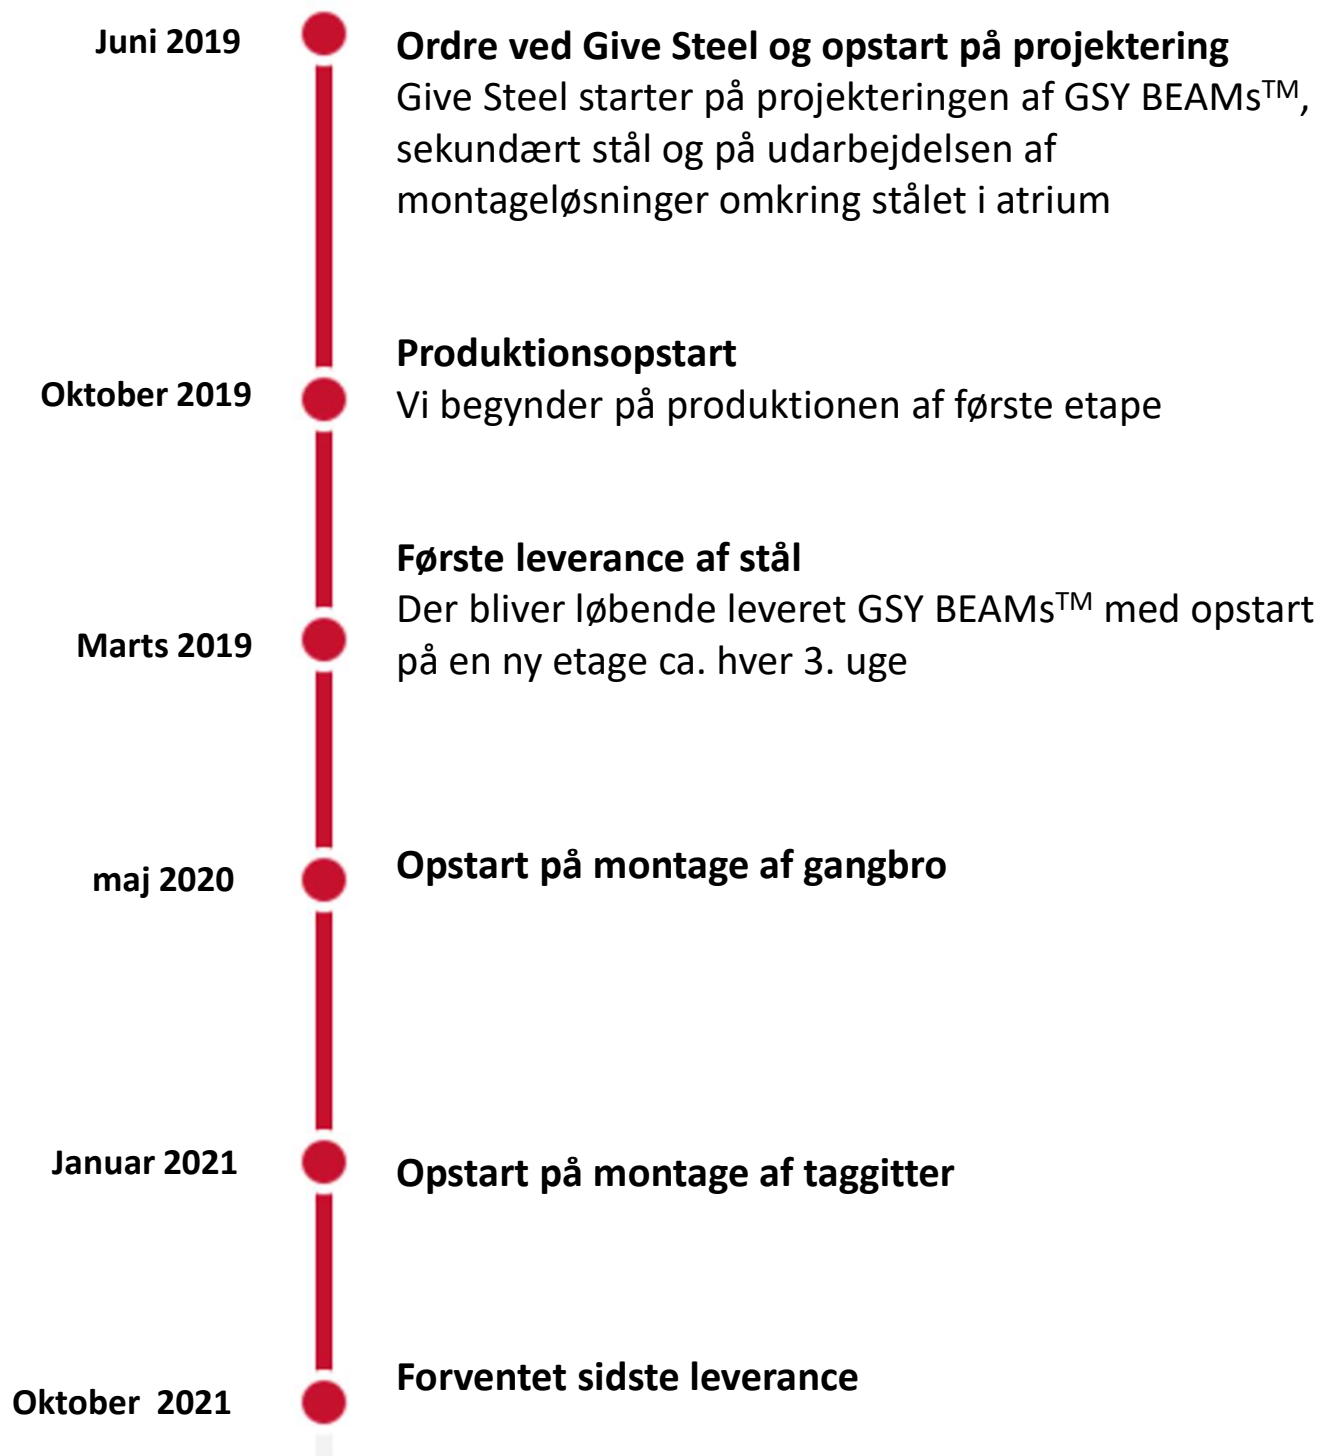 Juni 2019
Ordre ved Give Steel og opstart på projektering
Give Steel starter på projekteringen af GSY BEAMs™,
sekundært stål og på udarbejdelsen af
montageløsninger omkring stålet i atrium
Oktober 2019
Produktionsopstart
Vi begynder på produktionen af første etape
Marts 2019
Første leverance af stål
Der bliver løbende leveret GSY BEAMs™ med opstart
på en ny etage ca. hver 3. uge
maj 2020
Opstart på montage af gangbro
Januar 2021
Opstart på montage af taggitter
Oktober  2021
Forventet sidste leverance